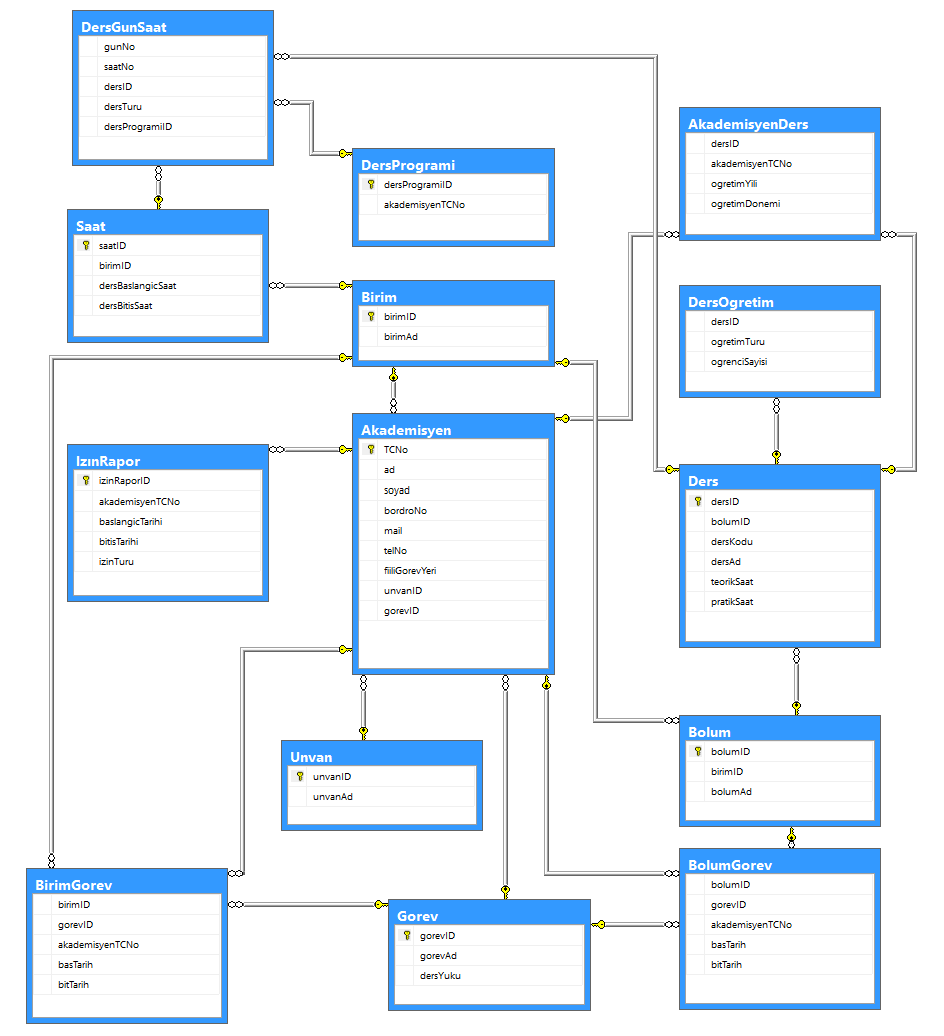 DersGunSaat
gunNo
saatNo
dersID
dersTuru
dersProgramiID
DersProgrami
dersProgramiID
akademisyenTCNo
AkademisyenDers
dersID
akademisyenTCNo
ogretimYili
ogretimDonemi
Saat
saatID
birimID
dersBaslangicSaat
dersBitisSaat
Birim
birimID
birimAd
DersOgretim
dersID
ogretimTuru
ogrenciSayisi
Akademisyen
TCNo
ad
soyad
bordroNo
mail
telNo
fiiliGorevYeri
unvanID
gorevID
IzınRapor
izinRaporID
akademisyenTCNo
baslangicTarihi
bitisTarihi
izinTuru
Ders
dersID
bolumID
dersKodu
dersAd
teorikSaat
pratikSaat
Unvan
unvanID
unvanAd
Bolum
bolumID
birimID
bolumAd
BirimGorev
birimID
gorevID
akademisyenTCNo
basTarih
bitTarih
Gorev
gorevID
gorevAd
dersYuku
BolumGorev
bolumID
gorevID
akademisyenTCNo
basTarih
bitTarih